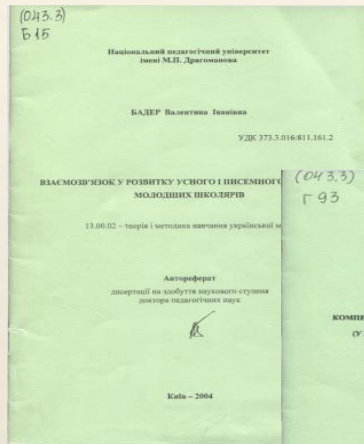 (043.3)
Б15
Національний педагогічний університет
імені М.П. Драгоманова
БАДЕР Валентина Іванівна
УДК 373.3.016:811.161.2
ВЗАЄМОЗВ'ЯЗОК У РОЗВИТКУ УСНОГО І ПИСЕМНОГО
МОЛОДШИХ ШКОЛЯРІВ
13.00.02 – теорія і методика навчання української м
Автореферат
дисертації на здобуття наукового ступеня
доктора педагогічних наук
Київ – 2004
(043.3)
Г93
КОМПЕ
(У